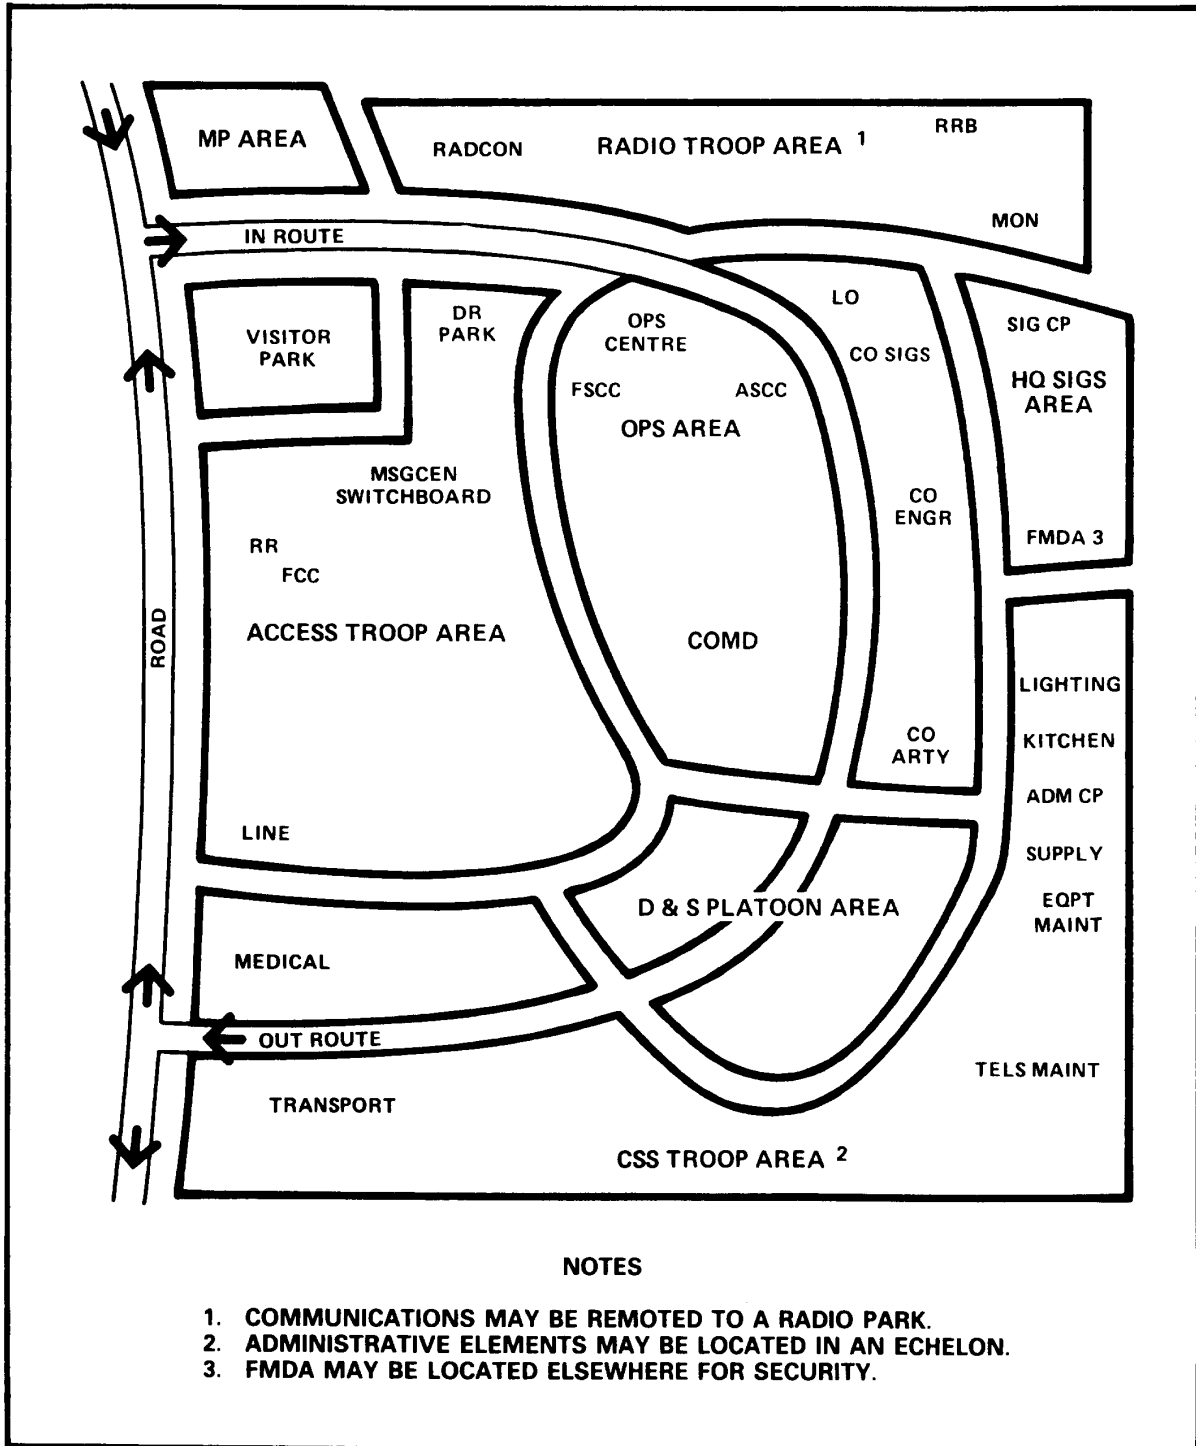 MP AREA
RADCON
RADIO TROOP AREA 1
RRB
MON
IN ROUTE
VISITOR
PARK
DR
PARK
OPS
CENTRE
FSCC
ASCC
OPS AREA
LO
CO SIGS
SIG CP
HQ SIGS
AREA
MSGCEN
SWITCHBOARD
CO
ENGR
FMDA 3
RR
FCC
ACCESS TROOP AREA
ROAD
COMD
LIGHTING
CO
ARTY
KITCHEN
ADM CP
LINE
SUPPLY
EQPT
MAINT
D & S PLATOON AREA
MEDICAL
OUT ROUTE
TELS MAINT
TRANSPORT
CSS TROOP AREA 2
NOTES
1. COMMUNICATIONS MAY BE REMOTED TO A RADIO PARK.
2. ADMINISTRATIVE ELEMENTS MAY BE LOCATED IN AN ECHELON.
3. FMDA MAY BE LOCATED ELSEWHERE FOR SECURITY.